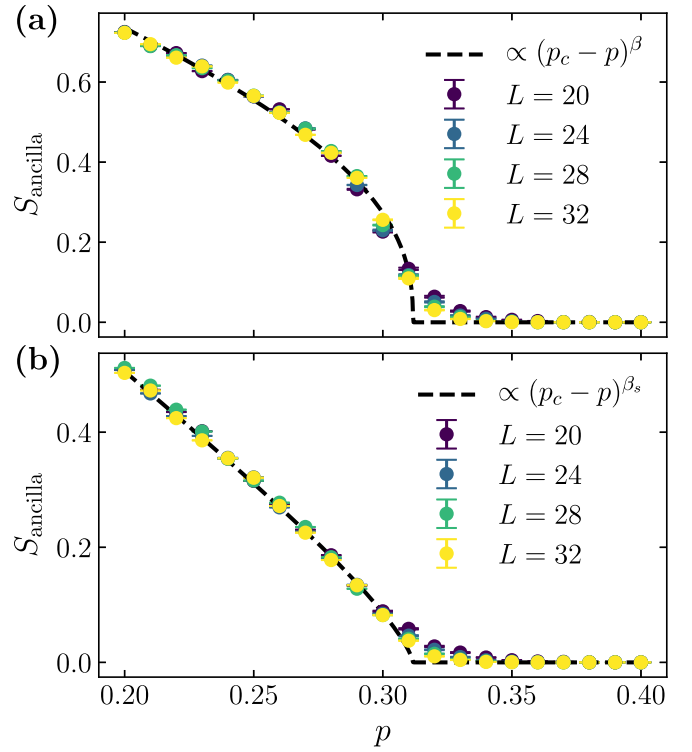 (a)
0.6
0.4
0.2
0.0
S_ancilla
∝ (p_c − p)^β
L = 20
L = 24
L = 28
L = 32
(b)
0.4
0.2
0.0
S_ancilla
∝ (p_c − p)^{β_s}
L = 20
L = 24
L = 28
L = 32
0.20 0.25 0.30 0.35 0.40
p